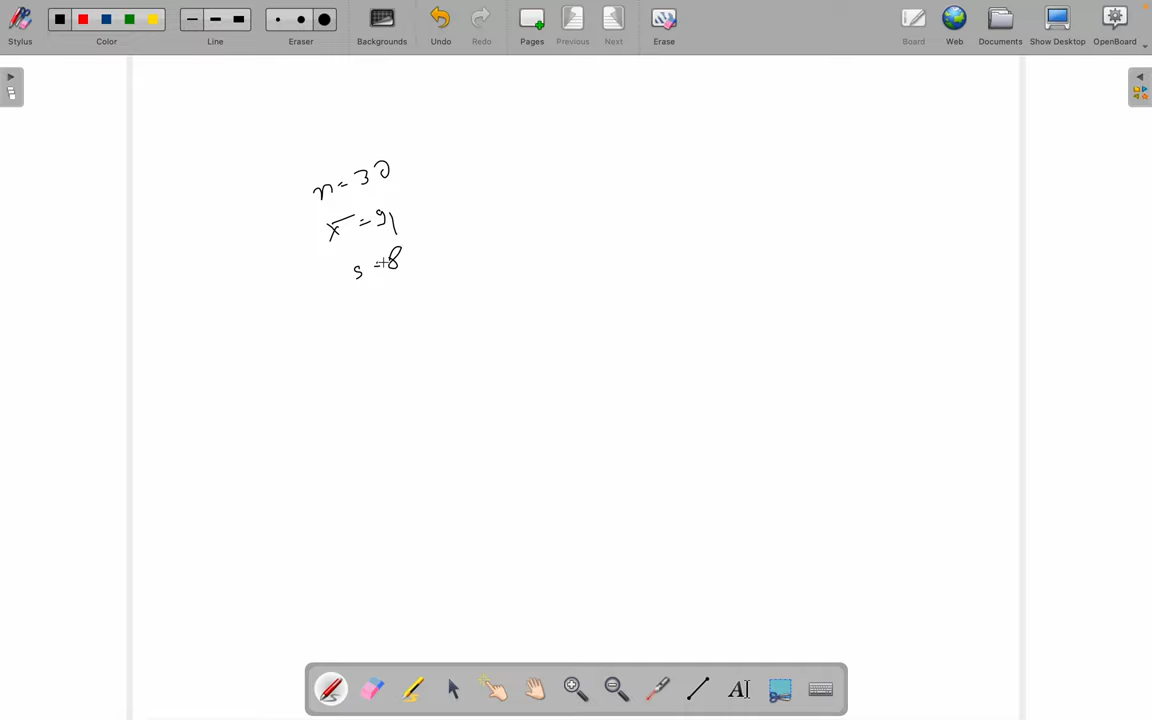 Stylus Color Line Eraser Backgrounds Undo Redo Pages Previous Next Erase Board Web Documents Show Desktop OpenBoard
n = 30
x̅ = 91
s = 8
AI